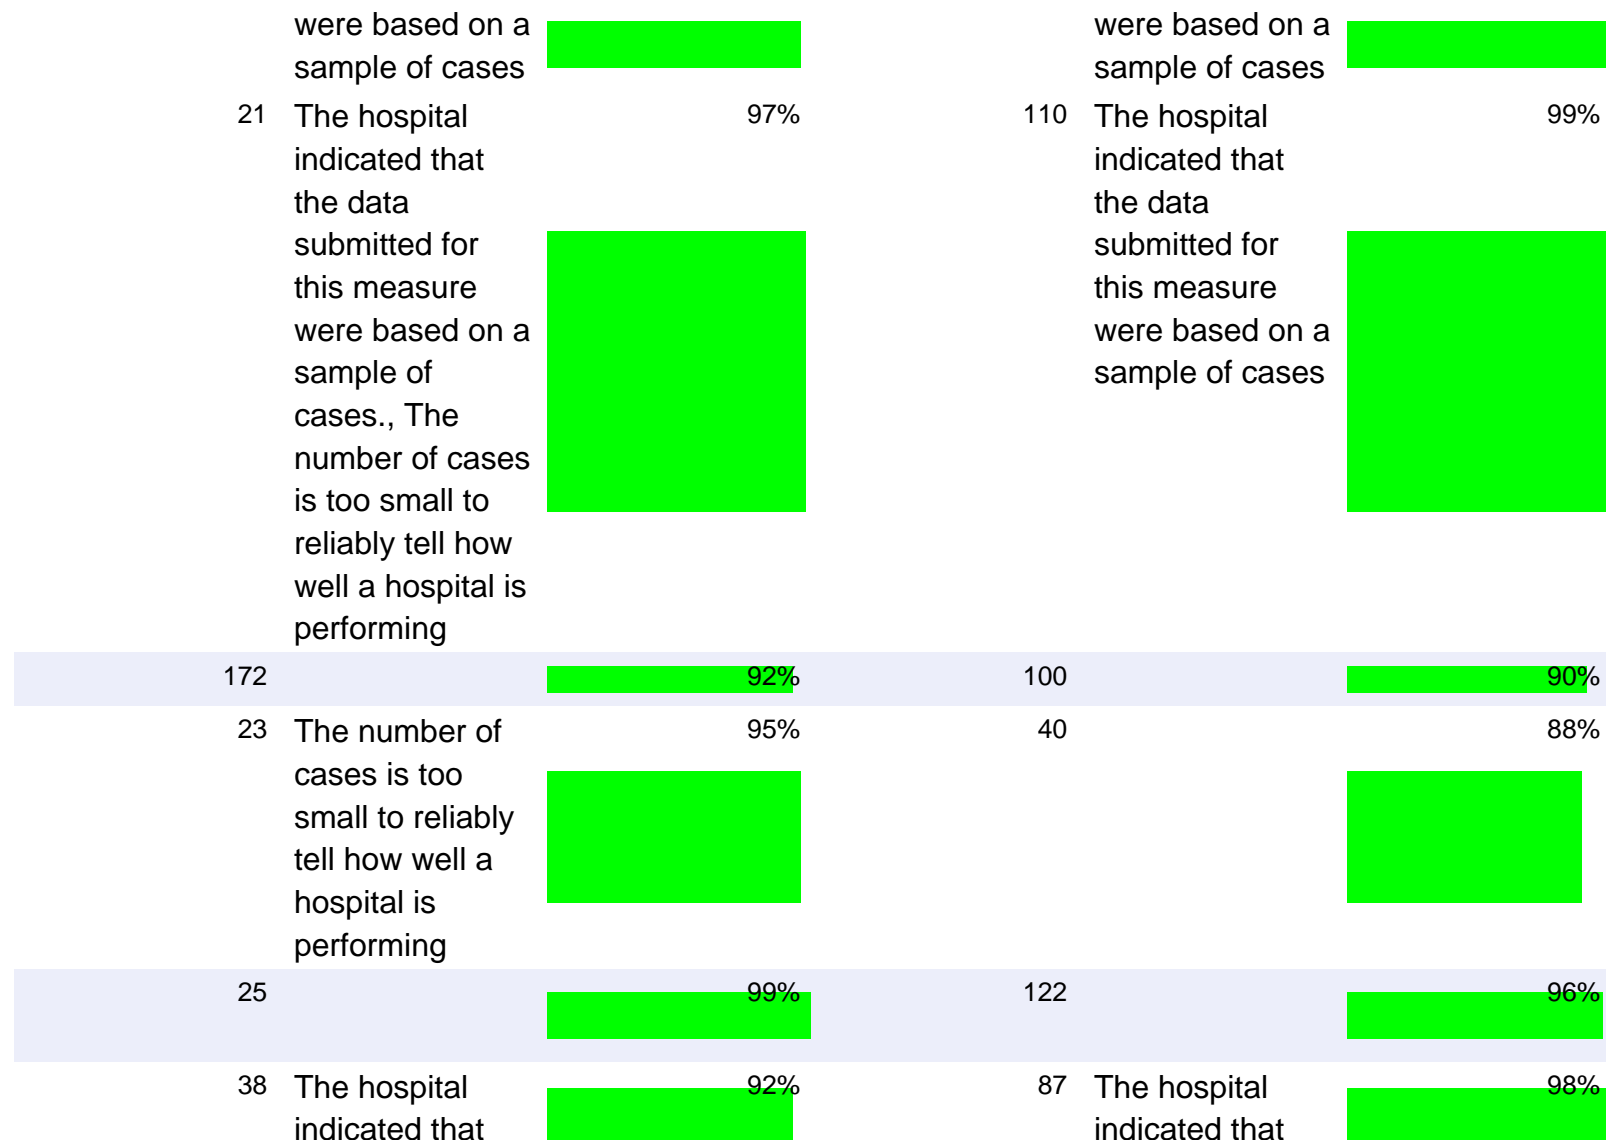 were based on a were based on a
sample of cases sample of cases
21 The hospital 97% 110 The hospital 99%
indicated that indicated that
the data the data
submitted for submitted for
this measure this measure
were based on a were based on a
sample of sample of cases
cases., The
number of cases
is too small to
reliably tell how
well a hospital is
performing
172 92% 100 90%
23 The number of 95% 40 88%
cases is too
small to reliably
tell how well a
hospital is
performing
25 99% 122 96%
38 The hospital 92% 87 The hospital 98%
indicated that indicated that